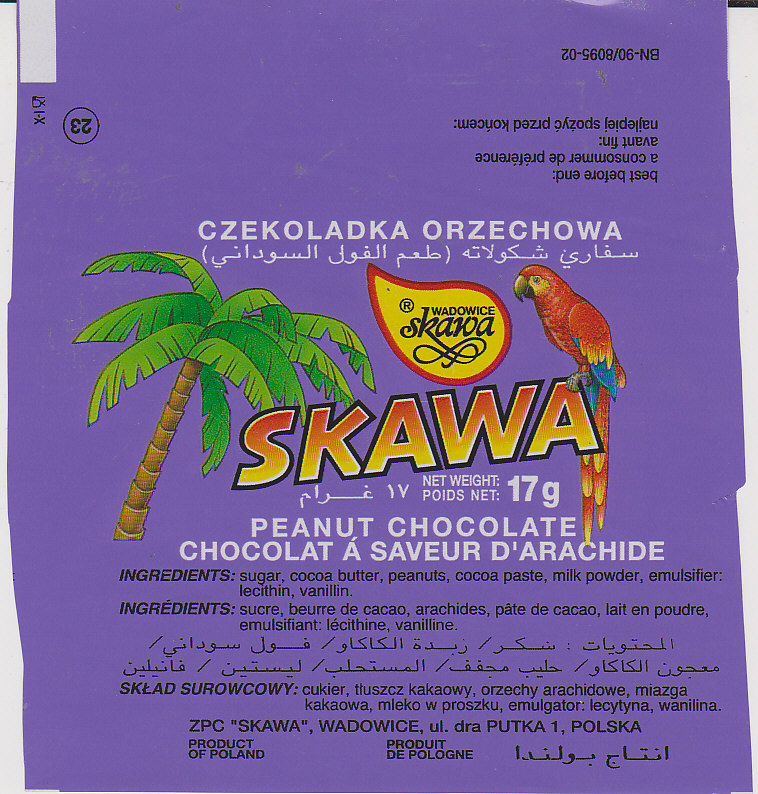 BN-90/8095-02
najlepiej spożyć przed końcem:
avant fin:
a consommer de préférence
best before end:
23
I-X
CZEKOLADKA ORZECHOWA
سفاري شكولاته (طعم الفول السوداني)
® WADOWICE
skawa
SKAWA
١٧ غرام
NET WEIGHT: 17 g
POIDS NET:
PEANUT CHOCOLATE
CHOCOLAT Á SAVEUR D'ARACHIDE
INGREDIENTS: sugar, cocoa butter, peanuts, cocoa paste, milk powder, emulsifier:
lecithin, vanillin.
INGRÉDIENTS: sucre, beurre de cacao, arachides, pâte de cacao, lait en poudre,
emulsifiant: lécithine, vanilline.
المحتويات : سكر/ زبدة الكاكاو/ فول سوداني/
معجون الكاكاو/ حليب مجفف/ المستحلب/ ليستين / فانيلين
SKŁAD SUROWCOWY: cukier, tłuszcz kakaowy, orzechy arachidowe, miazga
kakaowa, mleko w proszku, emulgator: lecytyna, wanilina.
ZPC "SKAWA", WADOWICE, ul. dra PUTKA 1, POLSKA
PRODUCT
OF POLAND
PRODUIT
DE POLOGNE
انتاج بولندا